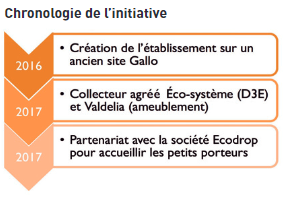 Chronologie de l'initiative
2016
• Création de l'établissement sur un
ancien site Gallo
2017
• Collecteur agréé Éco-système (D3E)
et Valdelia (ameublement)
2017
• Partenariat avec la société Ecodrop
pour accueillir les petits porteurs